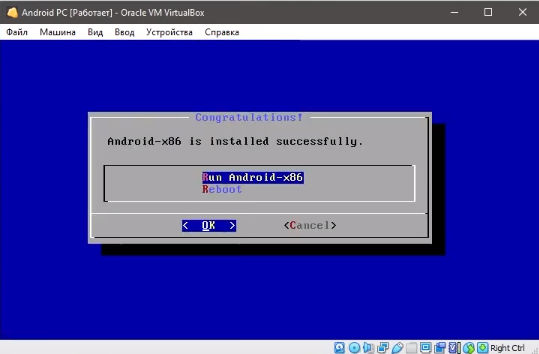 Android PC [Работает] - Oracle VM VirtualBox
Файл Машина Вид Ввод Устройства Справка
Congratulations!
Android-x86 is installed successfully.
Run Android-x86
Reboot
< OK > <Cancel>
Right Ctrl